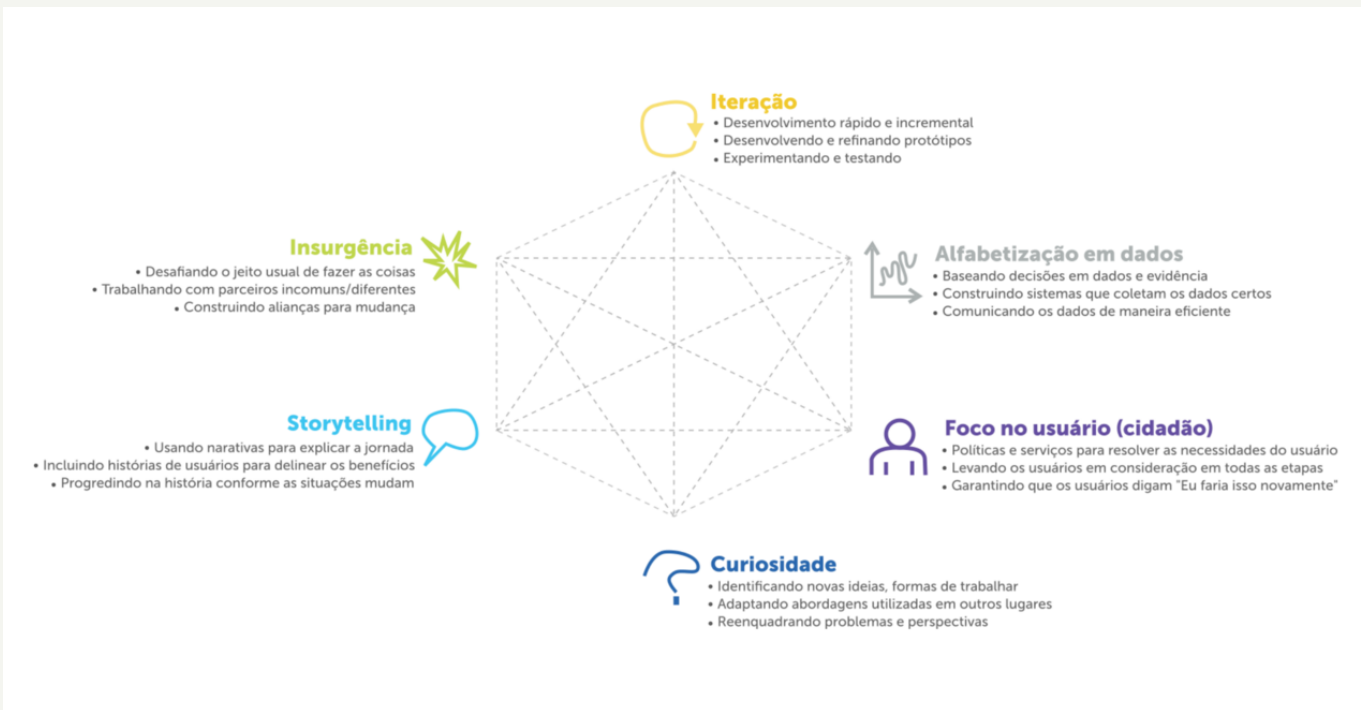 Iteração
• Desenvolvimento rápido e incremental
• Desenvolvendo e refinando protótipos
• Experimentando e testando
Insurgência
• Desafiando o jeito usual de fazer as coisas
• Trabalhando com parceiros incomuns/diferentes
• Construindo alianças para mudança
Alfabetização em dados
• Baseando decisões em dados e evidência
• Construindo sistemas que coletam os dados certos
• Comunicando os dados de maneira eficiente
Storytelling
• Usando narrativas para explicar a jornada
• Incluindo histórias de usuários para delinear os benefícios
• Progredindo na história conforme as situações mudam
Foco no usuário (cidadão)
• Políticas e serviços para resolver as necessidades do usuário
• Levando os usuários em consideração em todas as etapas
• Garantindo que os usuários digam "Eu faria isso novamente"
Curiosidade
• Identificando novas ideias, formas de trabalhar
• Adaptando abordagens utilizadas em outros lugares
• Reenquadrando problemas e perspectivas